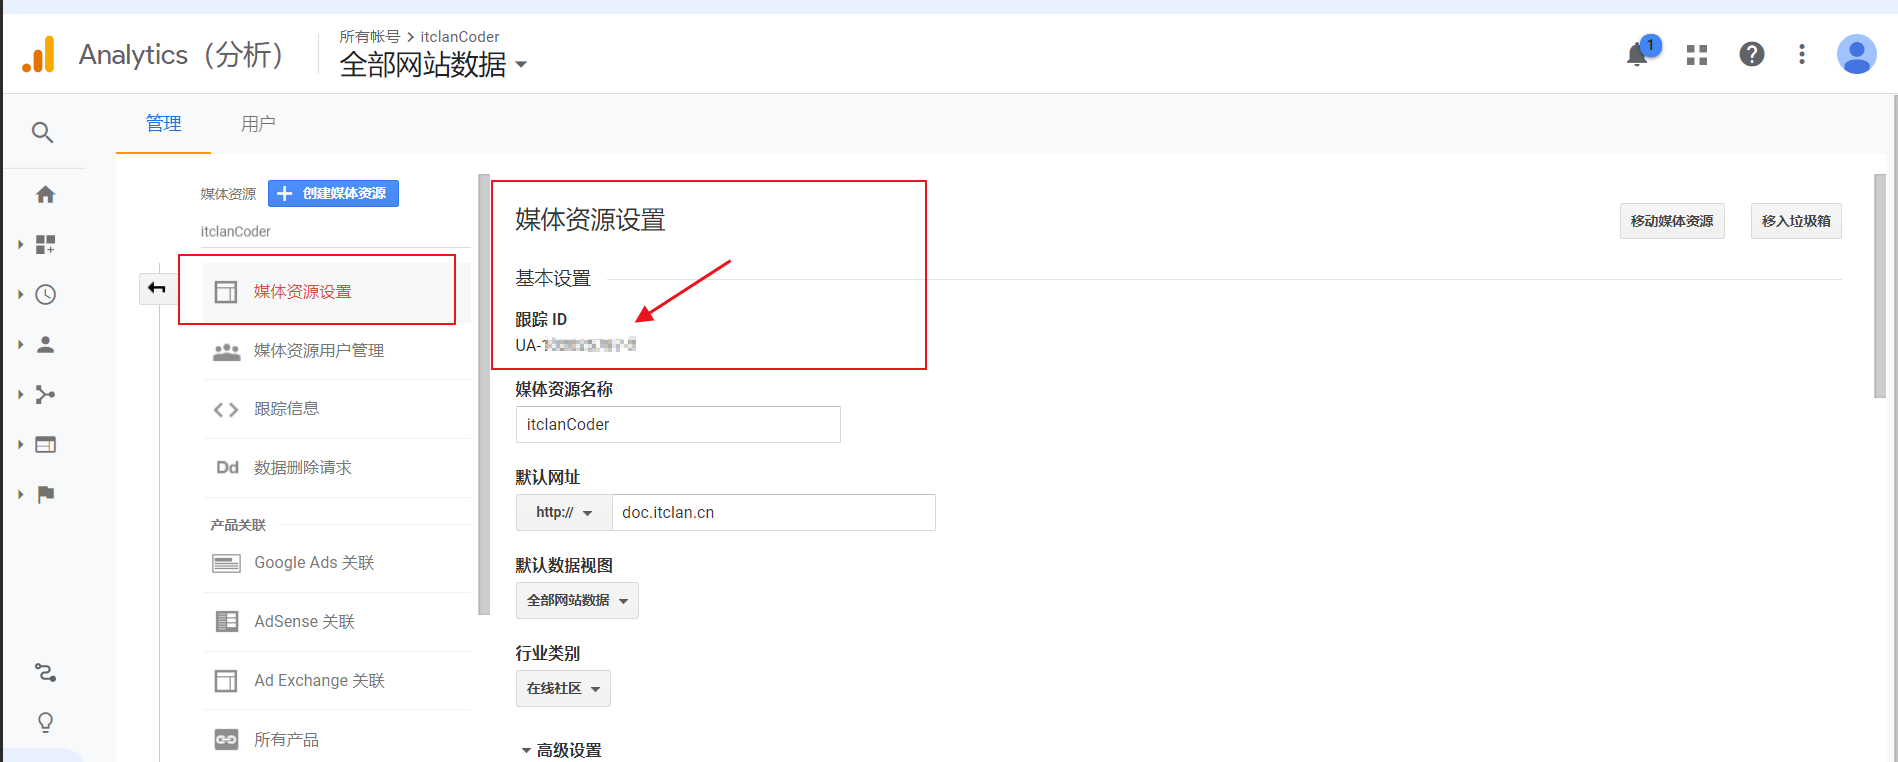 Analytics（分析）
所有帐号 > itclanCoder
全部网站数据
1
管理
用户
媒体资源
创建媒体资源
itclanCoder
媒体资源设置
媒体资源用户管理
跟踪信息
Dd 数据删除请求
产品关联
Google Ads 关联
AdSense 关联
Ad Exchange 关联
所有产品
媒体资源设置
移动媒体资源
移入垃圾箱
基本设置
跟踪 ID
UA-1
媒体资源名称
itclanCoder
默认网址
http://
doc.itclan.cn
默认数据视图
全部网站数据
行业类别
在线社区
高级设置